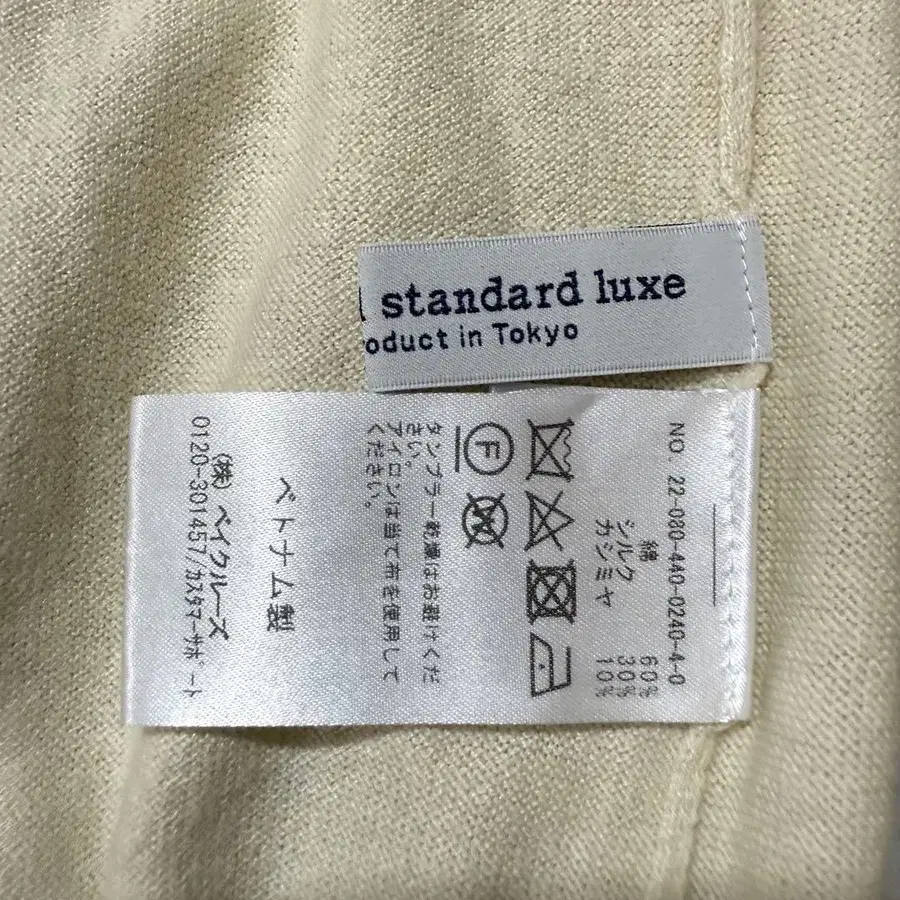 standard luxe
oduct in Tokyo
NO 22-080-440-0240-4-0
綿 60%
シルク 30%
カシミヤ 10%
F
W
タンブラー乾燥はお避けくだ
さい。
アイロンは当て布を使用して
ください。
ベトナム製
(株)ベイクルーズ
0120-301457/カスタマーサポート